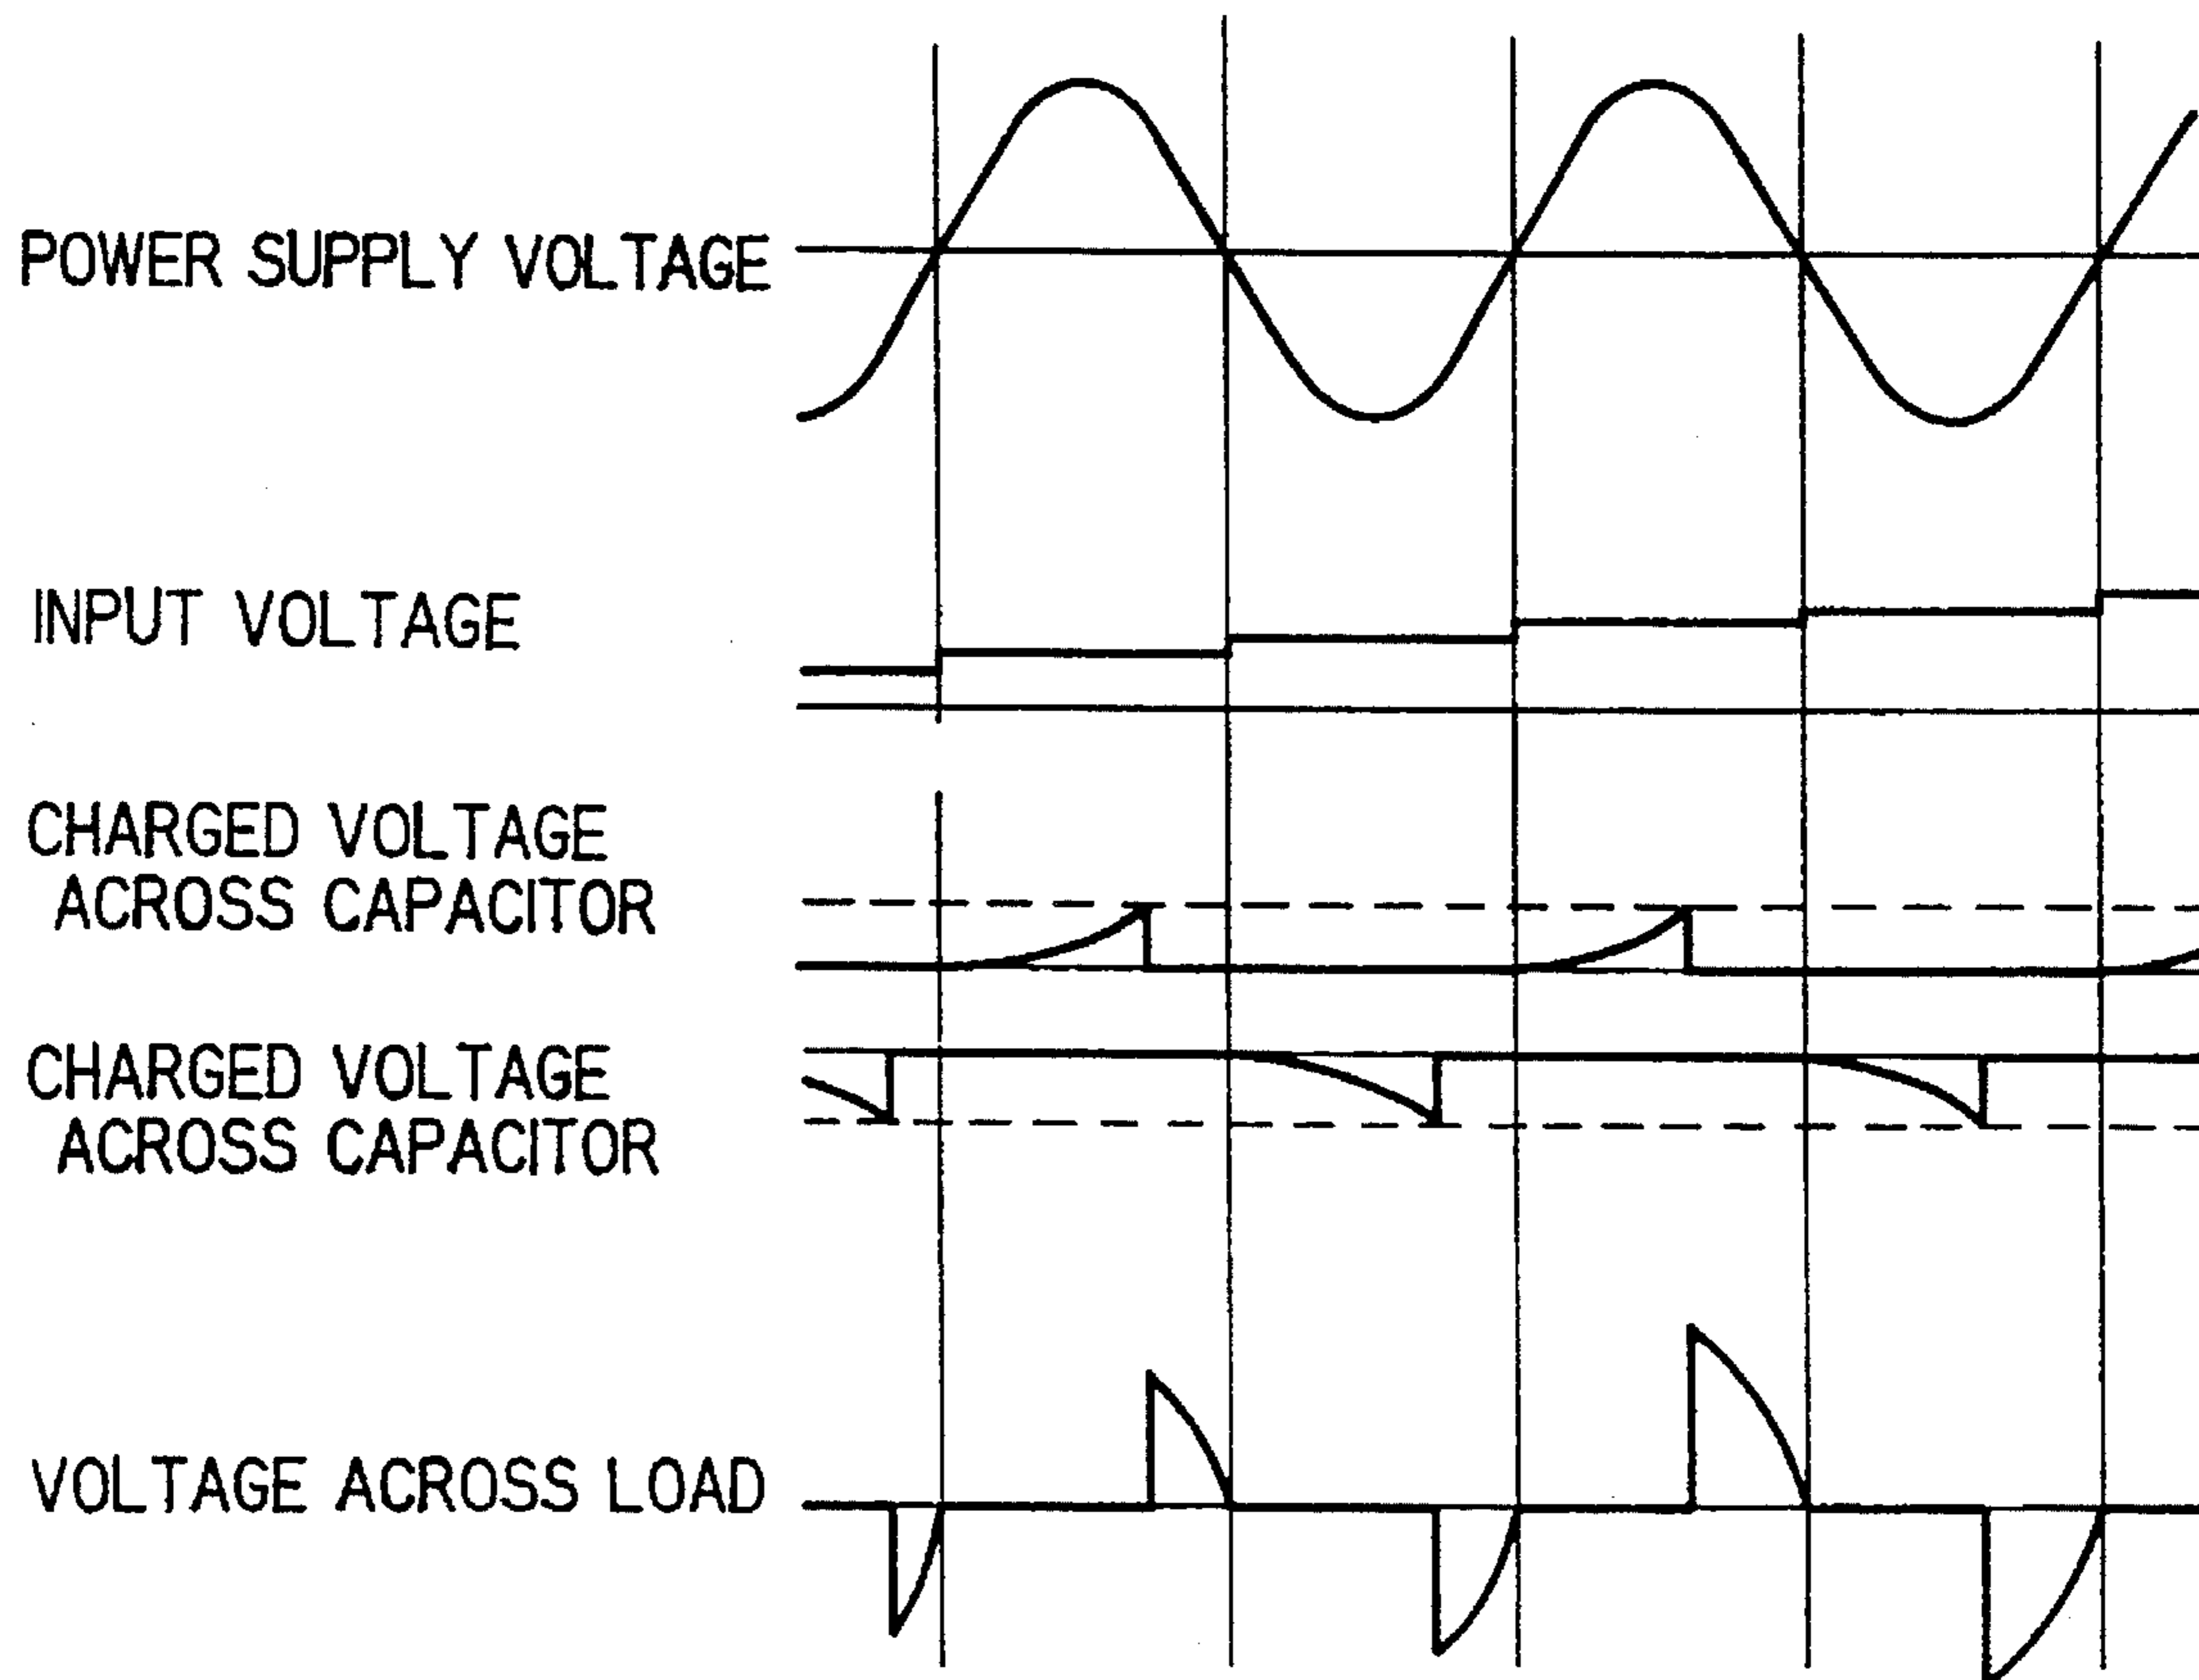 POWER SUPPLY VOLTAGE
INPUT VOLTAGE
CHARGED VOLTAGE
ACROSS CAPACITOR
CHARGED VOLTAGE
ACROSS CAPACITOR
VOLTAGE ACROSS LOAD